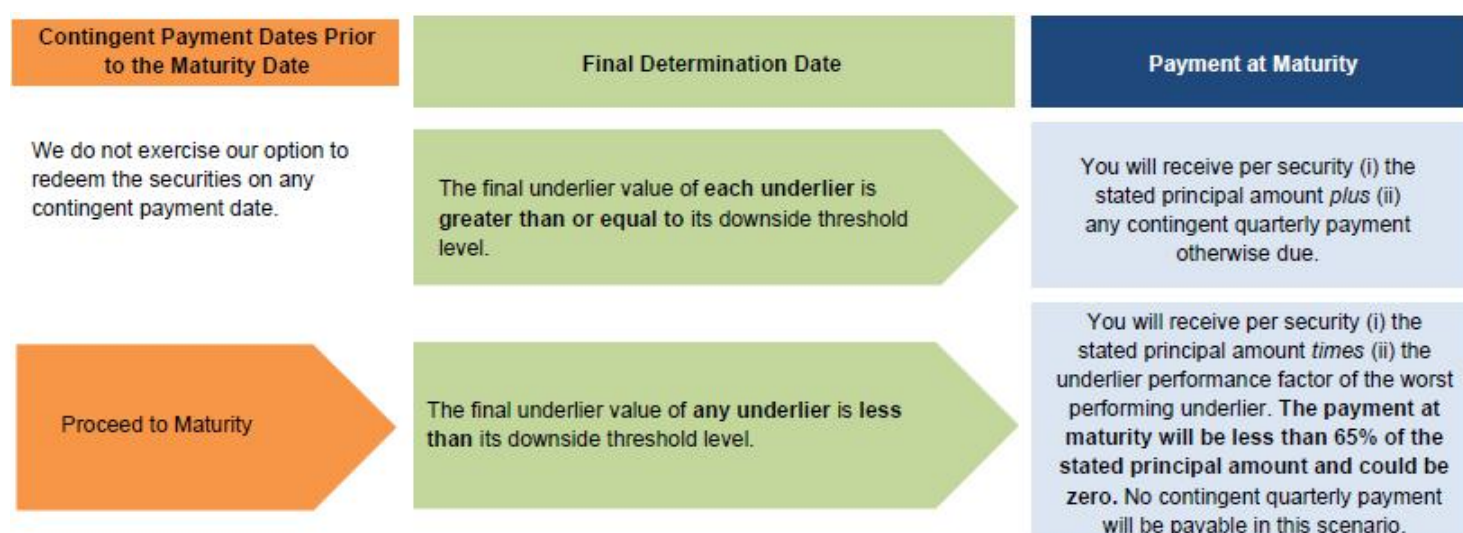 Contingent Payment Dates Prior
to the Maturity Date
Final Determination Date
Payment at Maturity
We do not exercise our option to
redeem the securities on any
contingent payment date.
The final underlier value of each underlier is
greater than or equal to its downside threshold
level.
You will receive per security (i) the
stated principal amount plus (ii)
any contingent quarterly payment
otherwise due.
Proceed to Maturity
The final underlier value of any underlier is less
than its downside threshold level.
You will receive per security (i) the
stated principal amount times (ii) the
underlier performance factor of the worst
performing underlier. The payment at
maturity will be less than 65% of the
stated principal amount and could be
zero. No contingent quarterly payment
will be payable in this scenario.